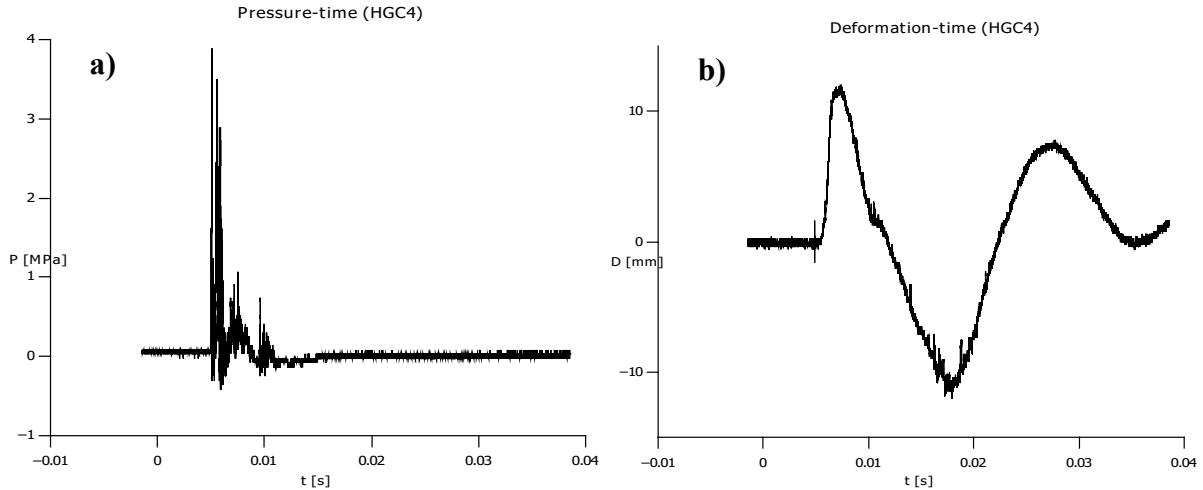 Pressure-time (HGC4)
a)
4
3
2
1
0
−1
P [MPa]
−0.01
0
0.01
0.02
0.03
0.04
t [s]
Deformation-time (HGC4)
b)
10
0
−10
D [mm]
−0.01
0
0.01
0.02
0.03
0.04
t [s]